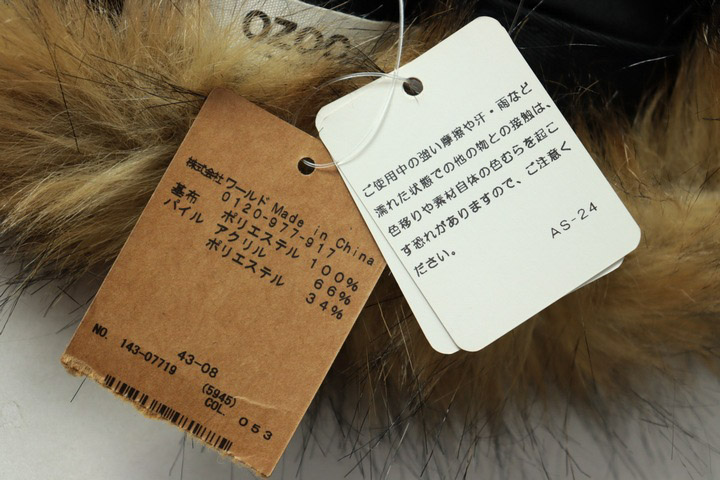 OZOC
株式会社 ワールド Made in China
0120-977-917
基布 ポリエステル 100%
パイル アクリル 66%
ポリエステル 34%
43-08
NO. 143-07719 (5945)
COL. 053
ご使用中の強い摩擦や汗・雨など
濡れた状態での他の物との接触は、
色移りや素材自体の色むらを起こ
す恐れがありますので、ご注意く
ださい。
AS-24